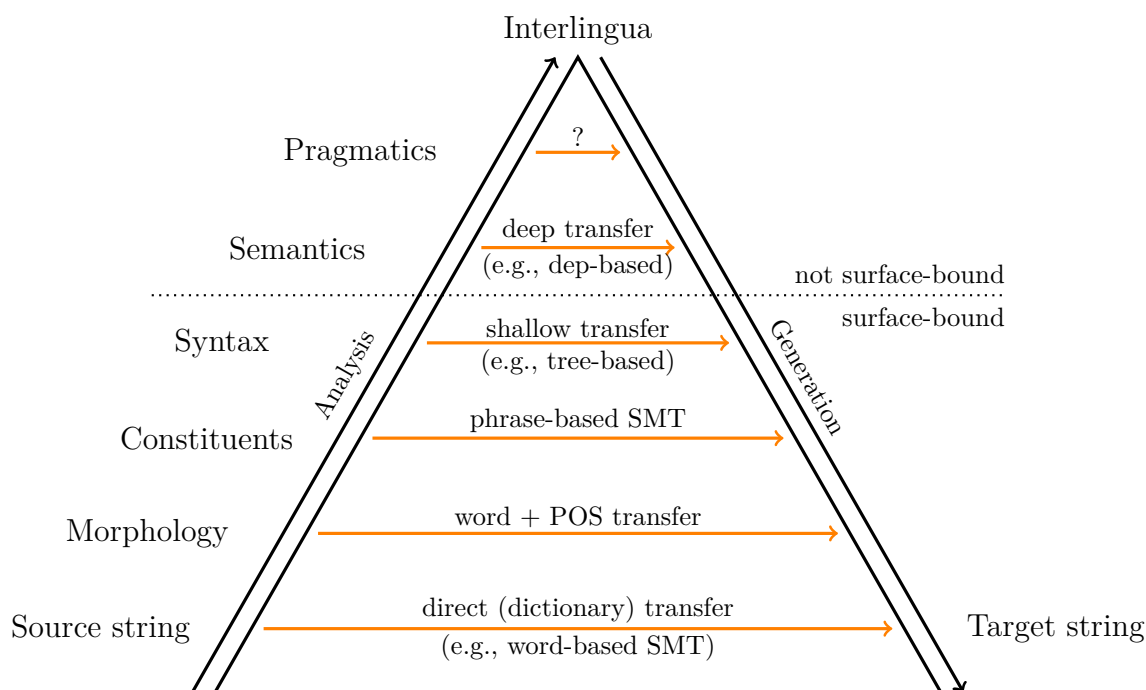 Interlingua
Pragmatics
?
Semantics
deep transfer
(e.g., dep-based)
not surface-bound
surface-bound
Syntax
shallow transfer
(e.g., tree-based)
Analysis
Generation
Constituents
phrase-based SMT
Morphology
word + POS transfer
Source string
direct (dictionary) transfer
(e.g., word-based SMT)
Target string